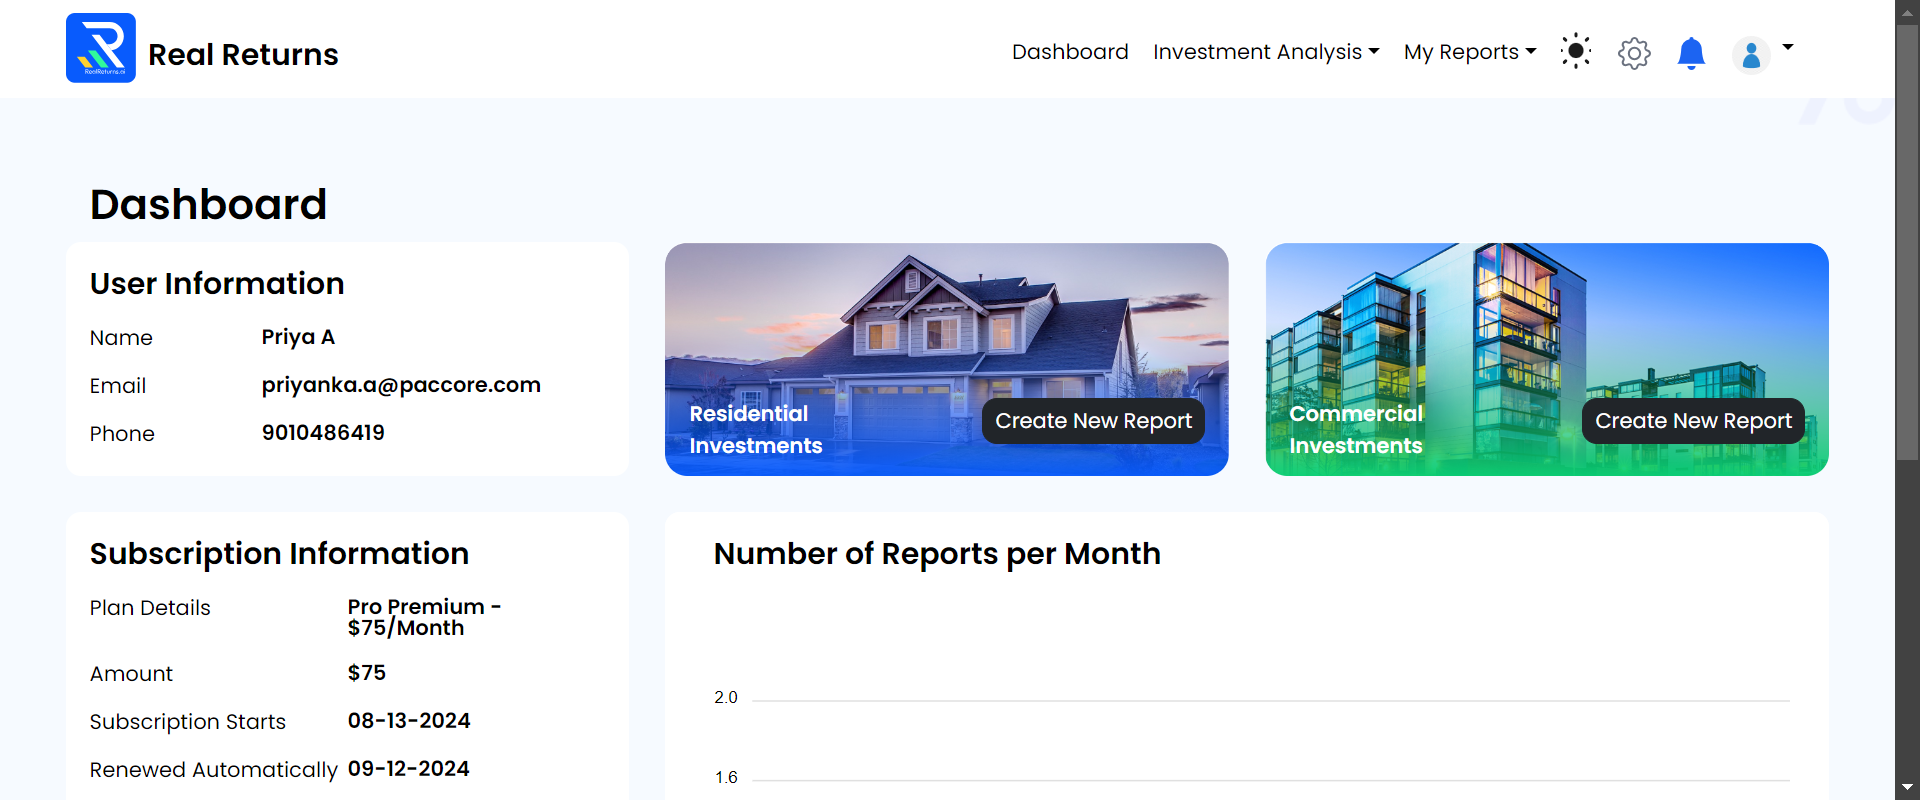 RealReturns.ai
Real Returns
Dashboard
Investment Analysis
My Reports
Dashboard
User Information
Name
Priya A
Email
priyanka.a@paccore.com
Phone
9010486419
Residential
Investments
Create New Report
Commercial
Investments
Create New Report
Subscription Information
Plan Details
Pro Premium -
$75/Month
Amount
$75
Subscription Starts
08-13-2024
Renewed Automatically
09-12-2024
Number of Reports per Month
2.0
1.6